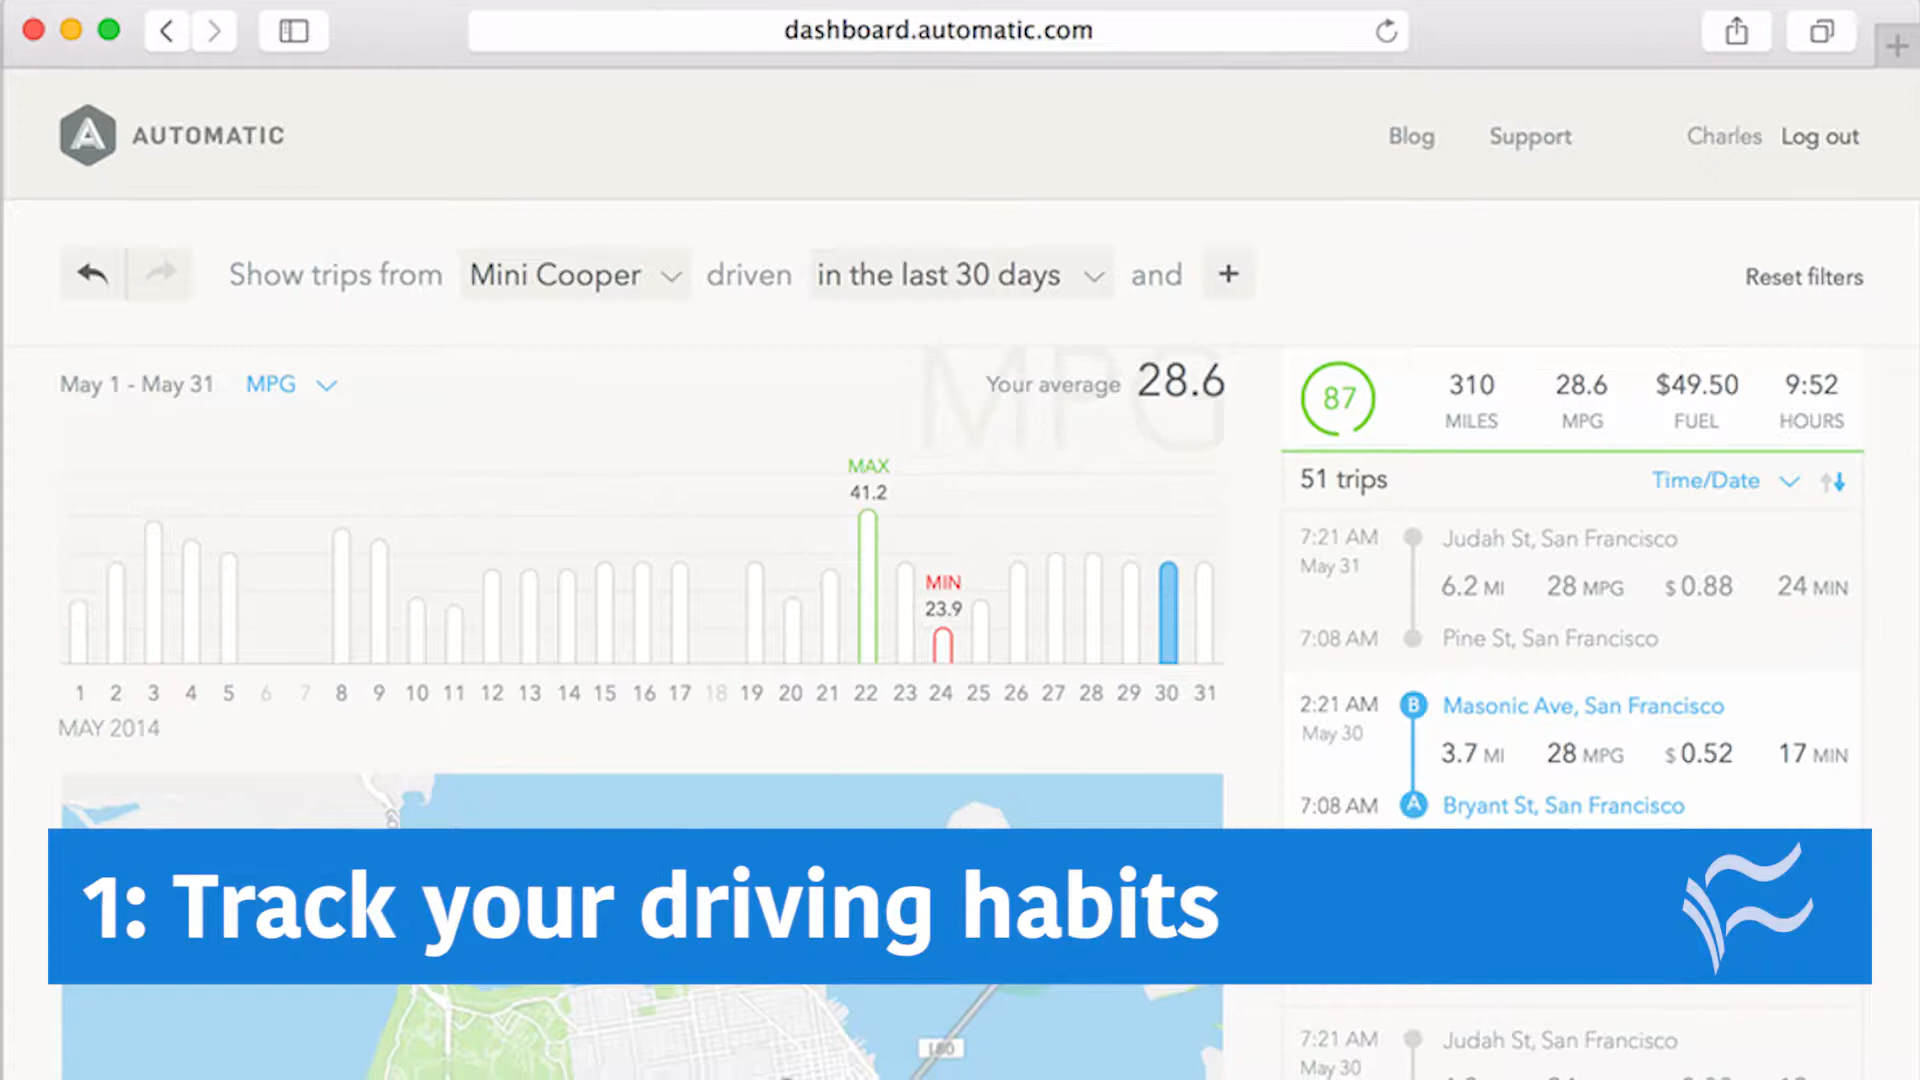 dashboard.automatic.com
AUTOMATIC
Blog Support Charles Log out
Show trips from Mini Cooper driven in the last 30 days and +
Reset filters
May 1 - May 31 MPG
MPG
Your average 28.6
MAX
41.2
MIN
23.9
1 2 3 4 5 6 7 8 9 10 11 12 13 14 15 16 17 18 19 20 21 22 23 24 25 26 27 28 29 30 31
MAY 2014
87 310 28.6 $49.50 9:52
MILES MPG FUEL HOURS
51 trips Time/Date
7:21 AM Judah St, San Francisco
May 31
6.2 MI 28 MPG $ 0.88 24 MIN
7:08 AM Pine St, San Francisco
2:21 AM B Masonic Ave, San Francisco
May 30
3.7 MI 28 MPG $ 0.52 17 MIN
7:08 AM A Bryant St, San Francisco
1: Track your driving habits
7:21 AM Judah St, San Francisco
May 30